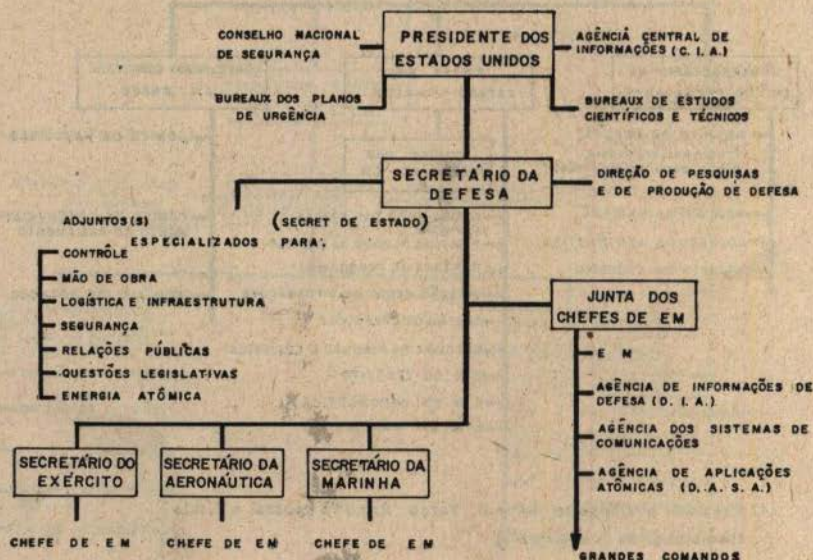 CONSELHO NACIONAL
DE SEGURANÇA
PRESIDENTE DOS
ESTADOS UNIDOS
AGÊNCIA CENTRAL DE
INFORMAÇÕES (C. I. A.)
BUREAUX DOS PLANOS
DE URGÊNCIA
BUREAUX DE ESTUDOS
CIENTÍFICOS E TÉCNICOS
SECRETÁRIO DA
DEFESA
DIREÇÃO DE PESQUISAS
E DE PRODUÇÃO DE DEFESA
ADJUNTOS(S) (SECRET DE ESTADO)
ESPECIALIZADOS PARA:
CONTRÔLE
MÃO DE OBRA
LOGÍSTICA E INFRAESTRUTURA
SEGURANÇA
RELAÇÕES PÚBLICAS
QUESTÕES LEGISLATIVAS
ENERGIA ATÔMICA
JUNTA DOS
CHEFES DE EM
E M
AGÊNCIA DE INFORMAÇÕES DE
DEFESA (D. I. A.)
AGÊNCIA DOS SISTEMAS DE
COMUNICAÇÕES
AGÊNCIA DE APLICAÇÕES
ATÔMICAS (D. A. S. A.)
GRANDES COMANDOS
SECRETÁRIO DO
EXÉRCITO
SECRETÁRIO DA
AERONÁUTICA
SECRETÁRIO DA
MARINHA
CHEFE DE EM
CHEFE DE EM
CHEFE DE EM